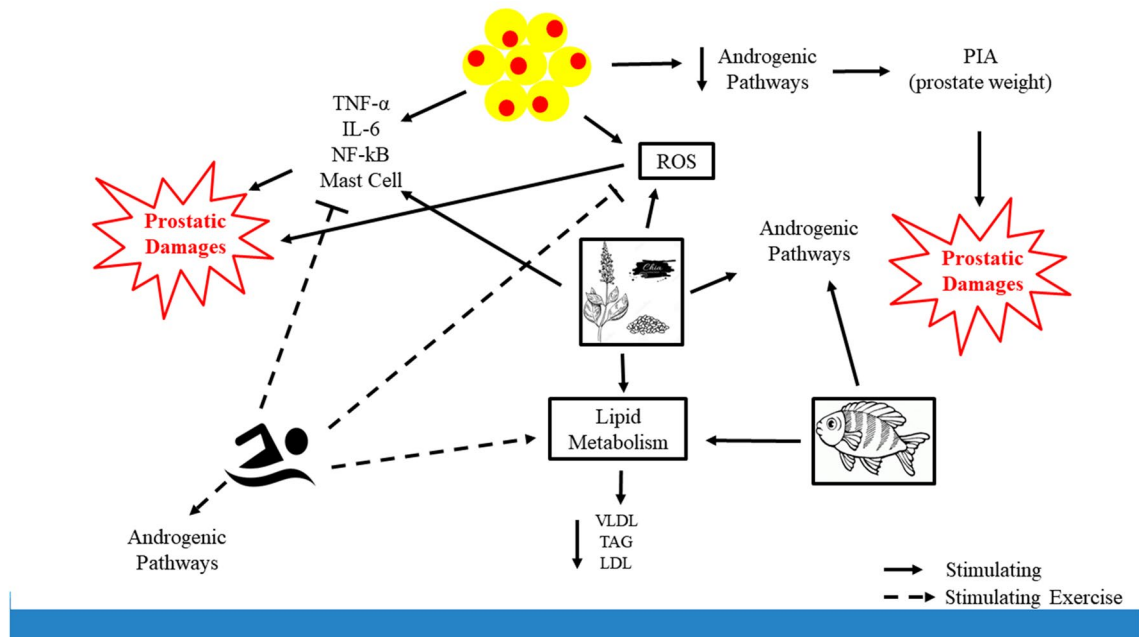 Androgenic
Pathways
PIA
(prostate weight)
TNF-α
IL-6
NF-kB
Mast Cell
ROS
Prostatic
Damages
Androgenic
Pathways
Chia
Prostatic
Damages
Lipid
Metabolism
Androgenic
Pathways
VLDL
TAG
LDL
Stimulating
Stimulating Exercise